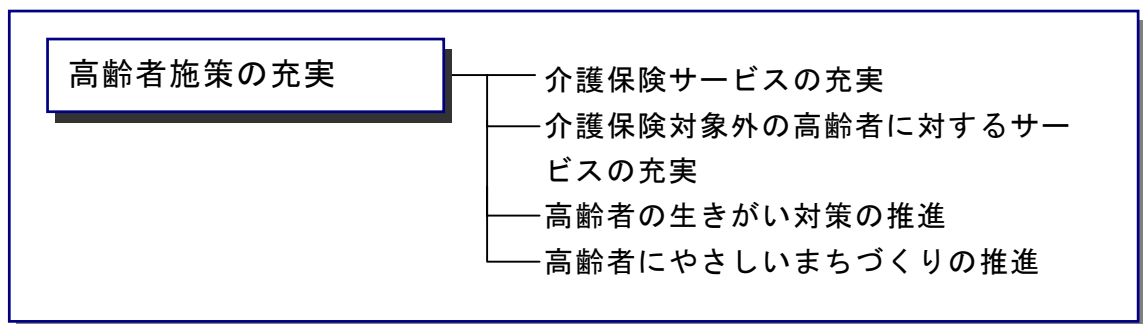 高齢者施策の充実
介護保険サービスの充実
介護保険対象外の高齢者に対するサー
ビスの充実
高齢者の生きがい対策の推進
高齢者にやさしいまちづくりの推進